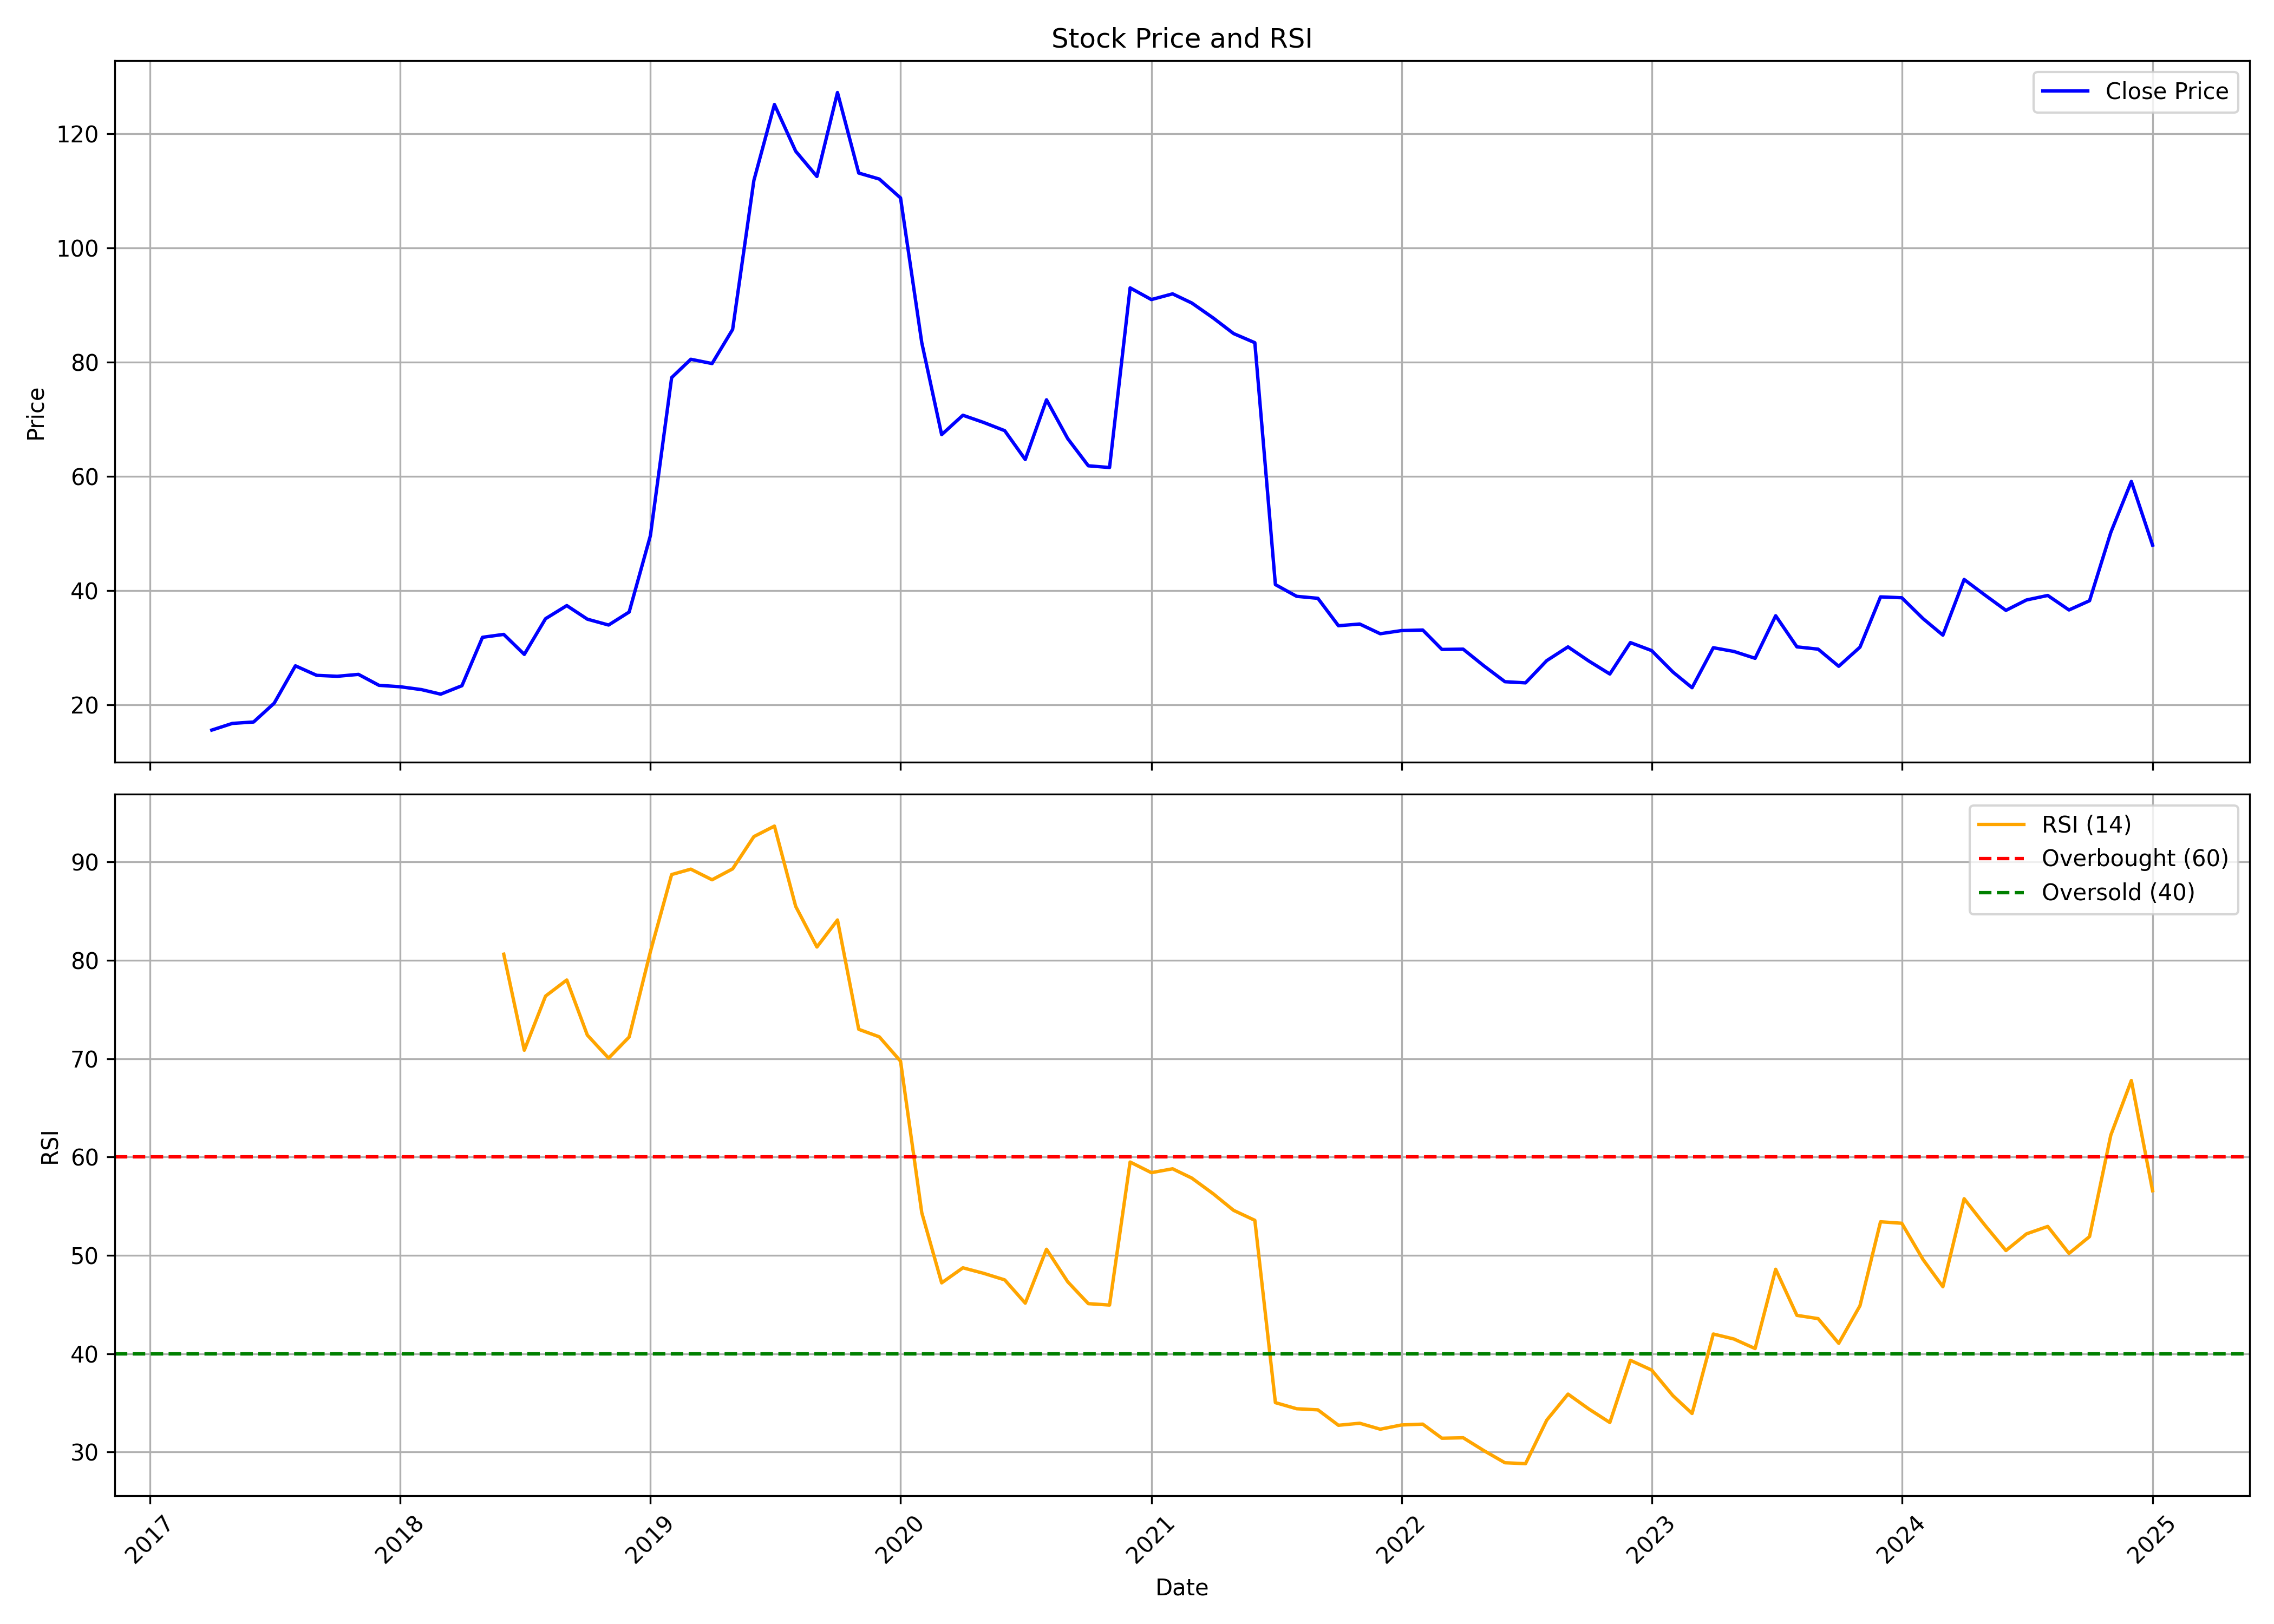 Stock Price and RSI
Close Price
120
100
80
60
40
20
Price
RSI (14)
Overbought (60)
Oversold (40)
90
80
70
60
50
40
30
RSI
2017
2018
2019
2020
2021
2022
2023
2024
2025
Date